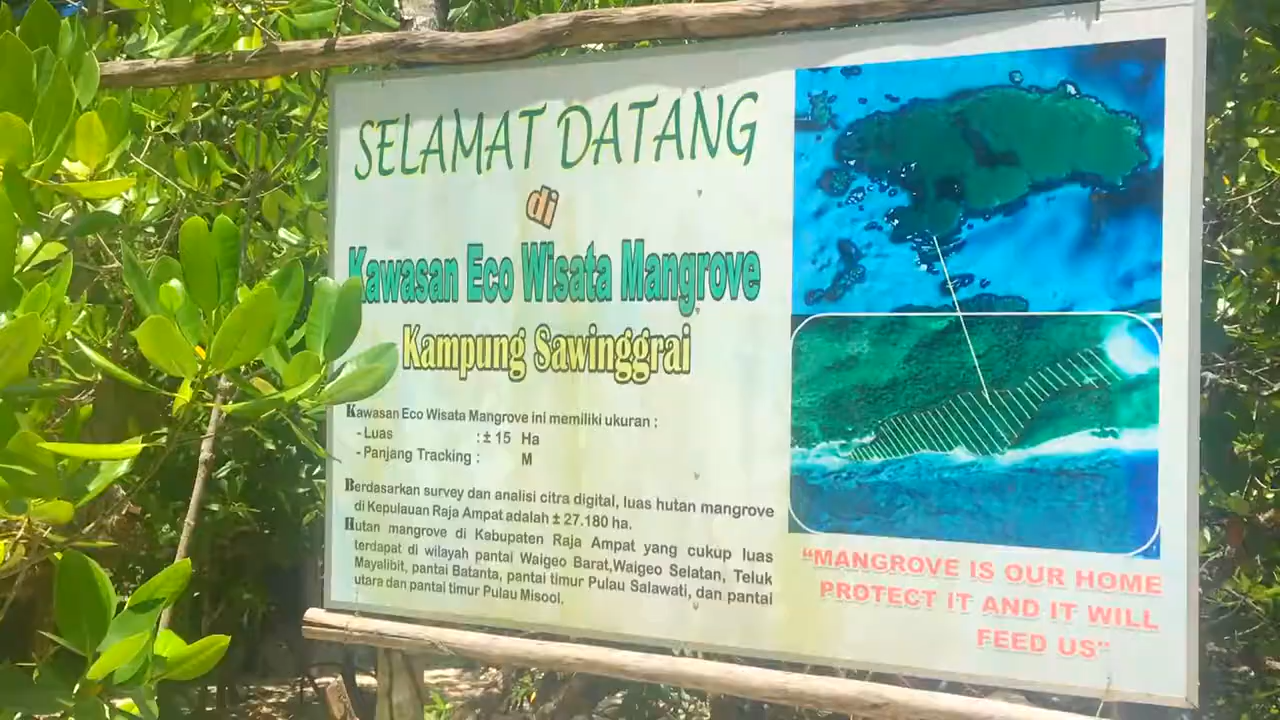 SELAMAT DATANG
di
Kawasan Eco Wisata Mangrove
Kampung Sawinggrai
Kawasan Eco Wisata Mangrove ini memiliki ukuran :
- Luas : ± 15 Ha
- Panjang Tracking : M
Berdasarkan survey dan analisi citra digital, luas hutan mangrove
di Kepulauan Raja Ampat adalah ± 27.180 ha.
Hutan mangrove di Kabupaten Raja Ampat yang cukup luas
terdapat di wilayah pantai Waigeo Barat,Waigeo Selatan, Teluk
Mayalibit, pantai Batanta, pantai timur Pulau Salawati, dan pantai
utara dan pantai timur Pulau Misool.
“MANGROVE IS OUR HOME
PROTECT IT AND IT WILL
FEED US”